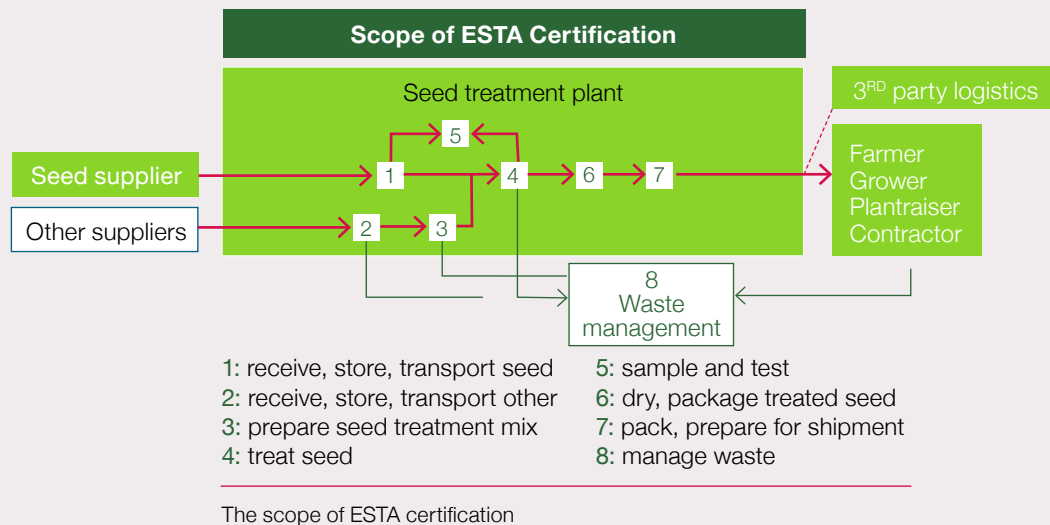 Scope of ESTA Certification
Seed treatment plant
3RD party logistics
5
Seed supplier
1
4
6
7
Farmer
Grower
Plantraiser
Contractor
Other suppliers
2
3
8
Waste
management
1: receive, store, transport seed
2: receive, store, transport other
3: prepare seed treatment mix
4: treat seed
5: sample and test
6: dry, package treated seed
7: pack, prepare for shipment
8: manage waste
The scope of ESTA certification